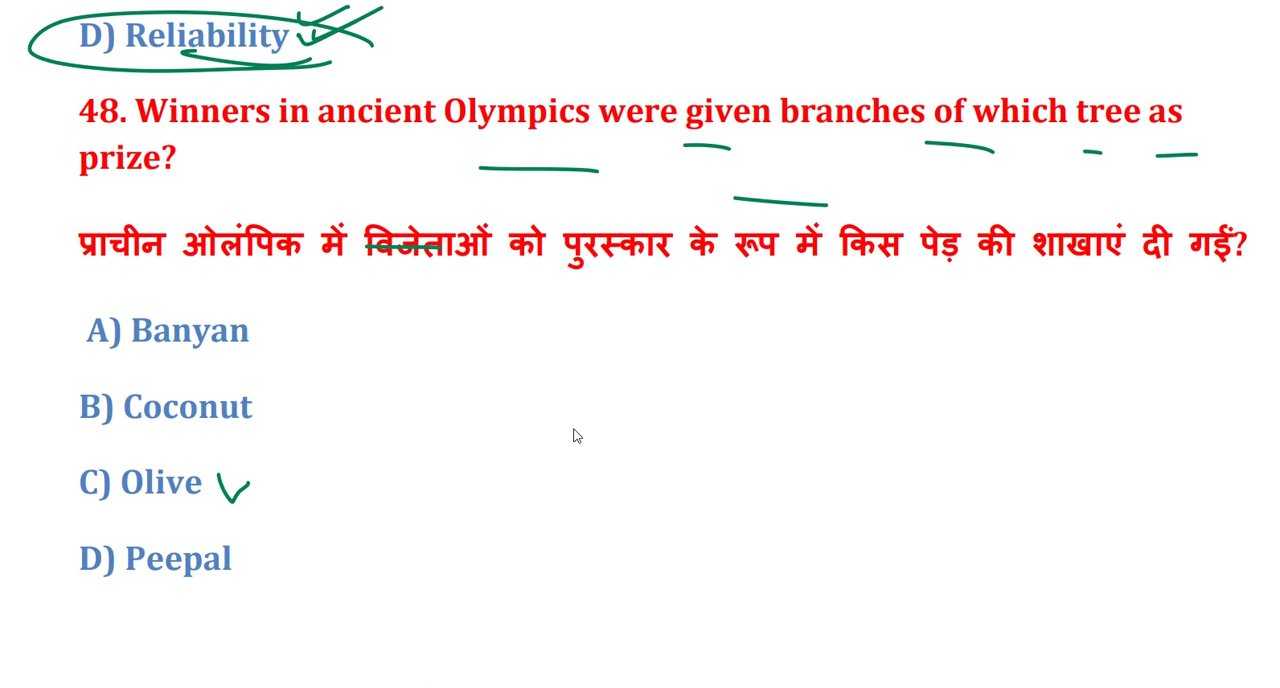 D) Reliability
48. Winners in ancient Olympics were given branches of which tree as
prize?
प्राचीन ओलंपिक में विजेताओं को पुरस्कार के रूप में किस पेड़ की शाखाएं दी गईं?
A) Banyan
B) Coconut
C) Olive
D) Peepal